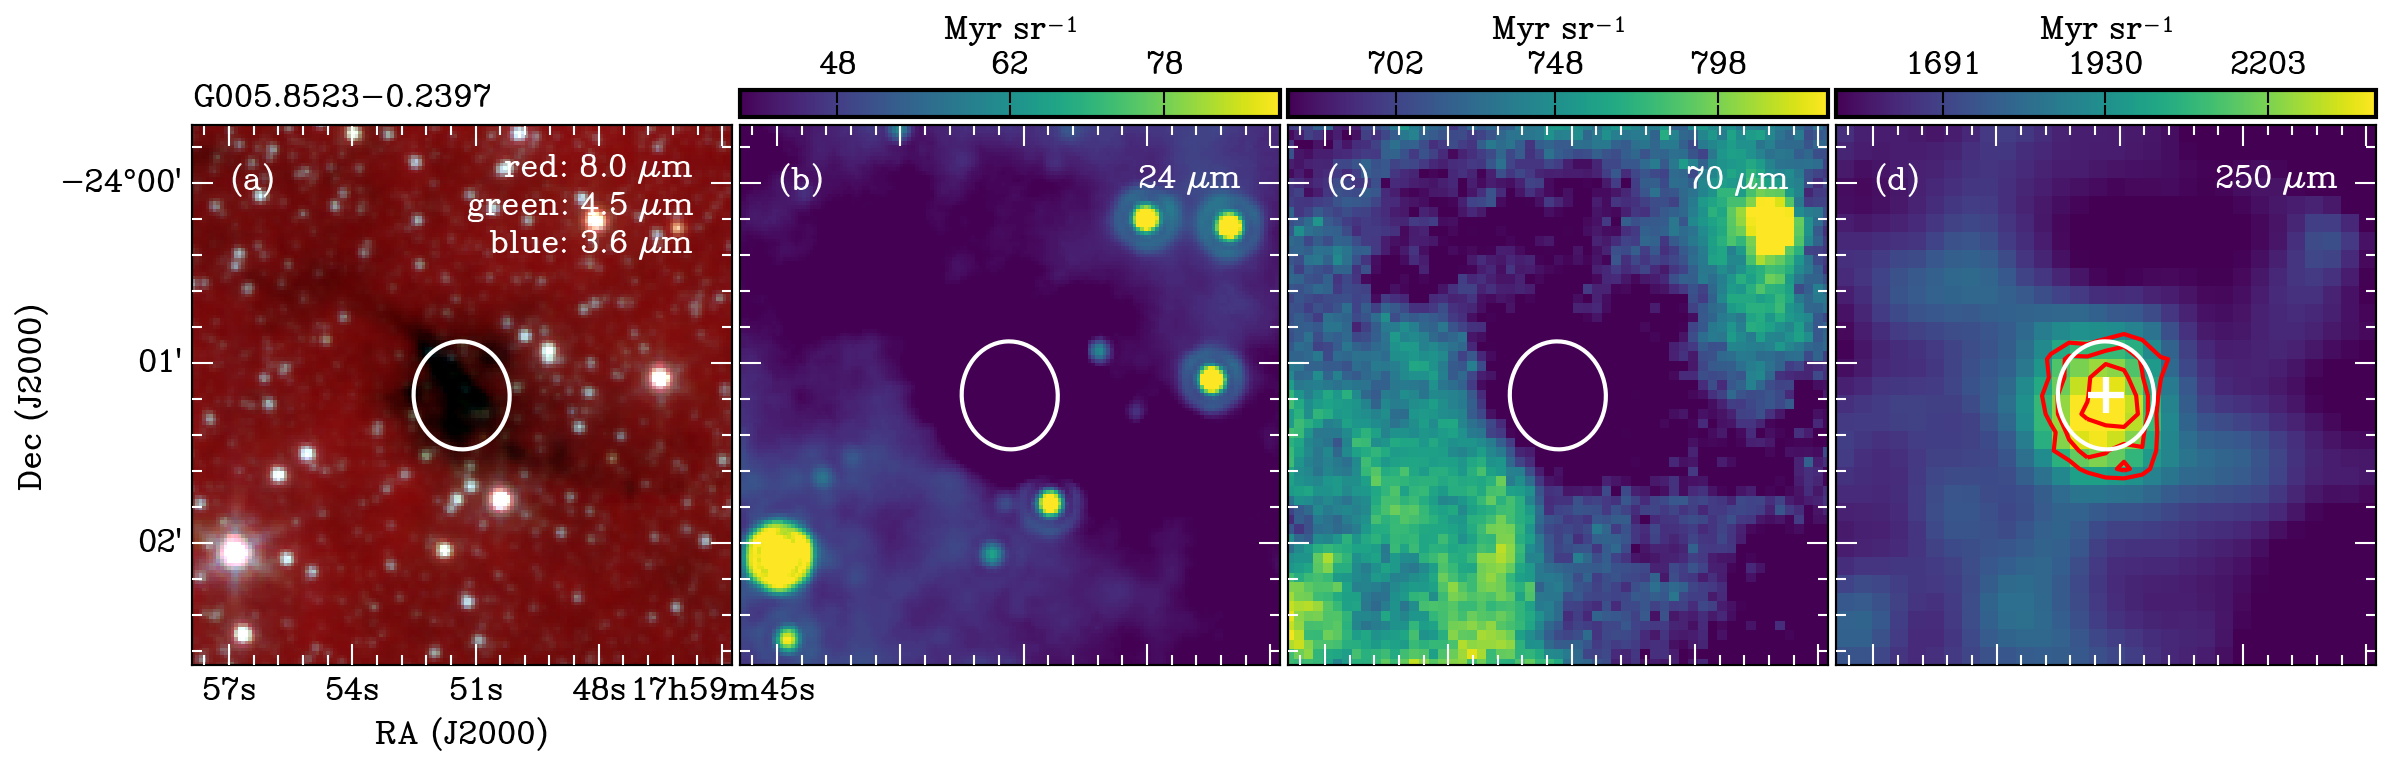 Myr sr⁻¹ Myr sr⁻¹ Myr sr⁻¹
48 62 78 702 748 798 1691 1930 2203
G005.8523−0.2397
(a) red: 8.0 μm
green: 4.5 μm
blue: 3.6 μm
(b) 24 μm
(c) 70 μm
(d) 250 μm
−24°00'
01'
02'
Dec (J2000)
57s 54s 51s 48s 17h59m45s
RA (J2000)